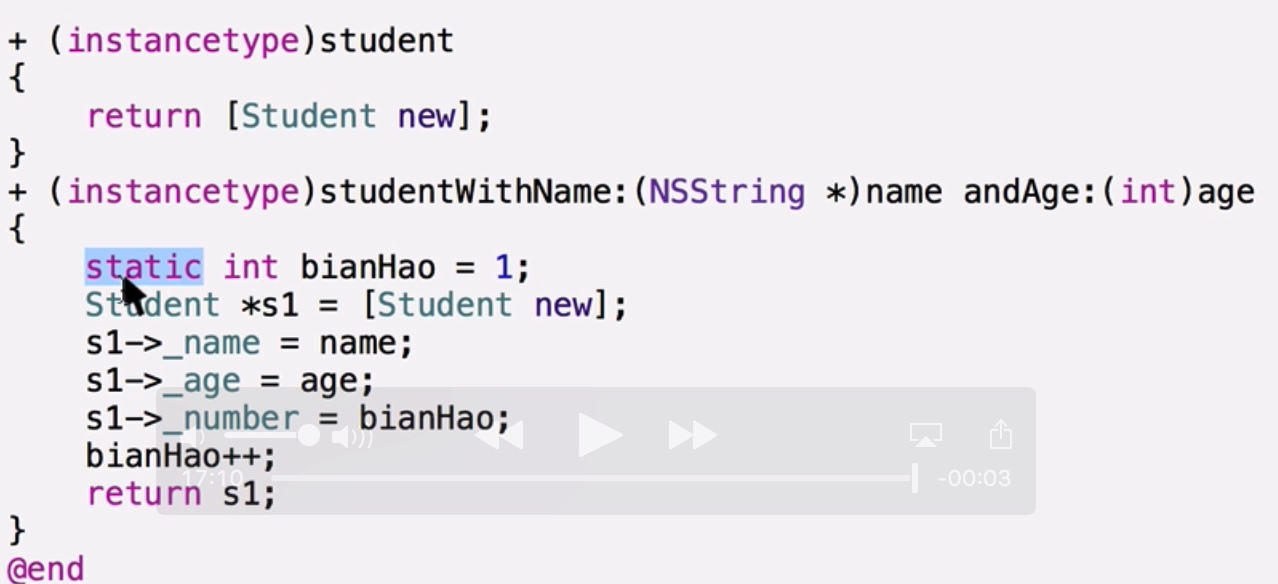 + (instancetype)student
{
    return [Student new];
}
+ (instancetype)studentWithName:(NSString *)name andAge:(int)age
{
    static int bianHao = 1;
    Student *s1 = [Student new];
    s1->_name = name;
    s1->_age = age;
    s1->_number = bianHao;
    bianHao++;
17:10 -00:03
    return s1;
}
@end